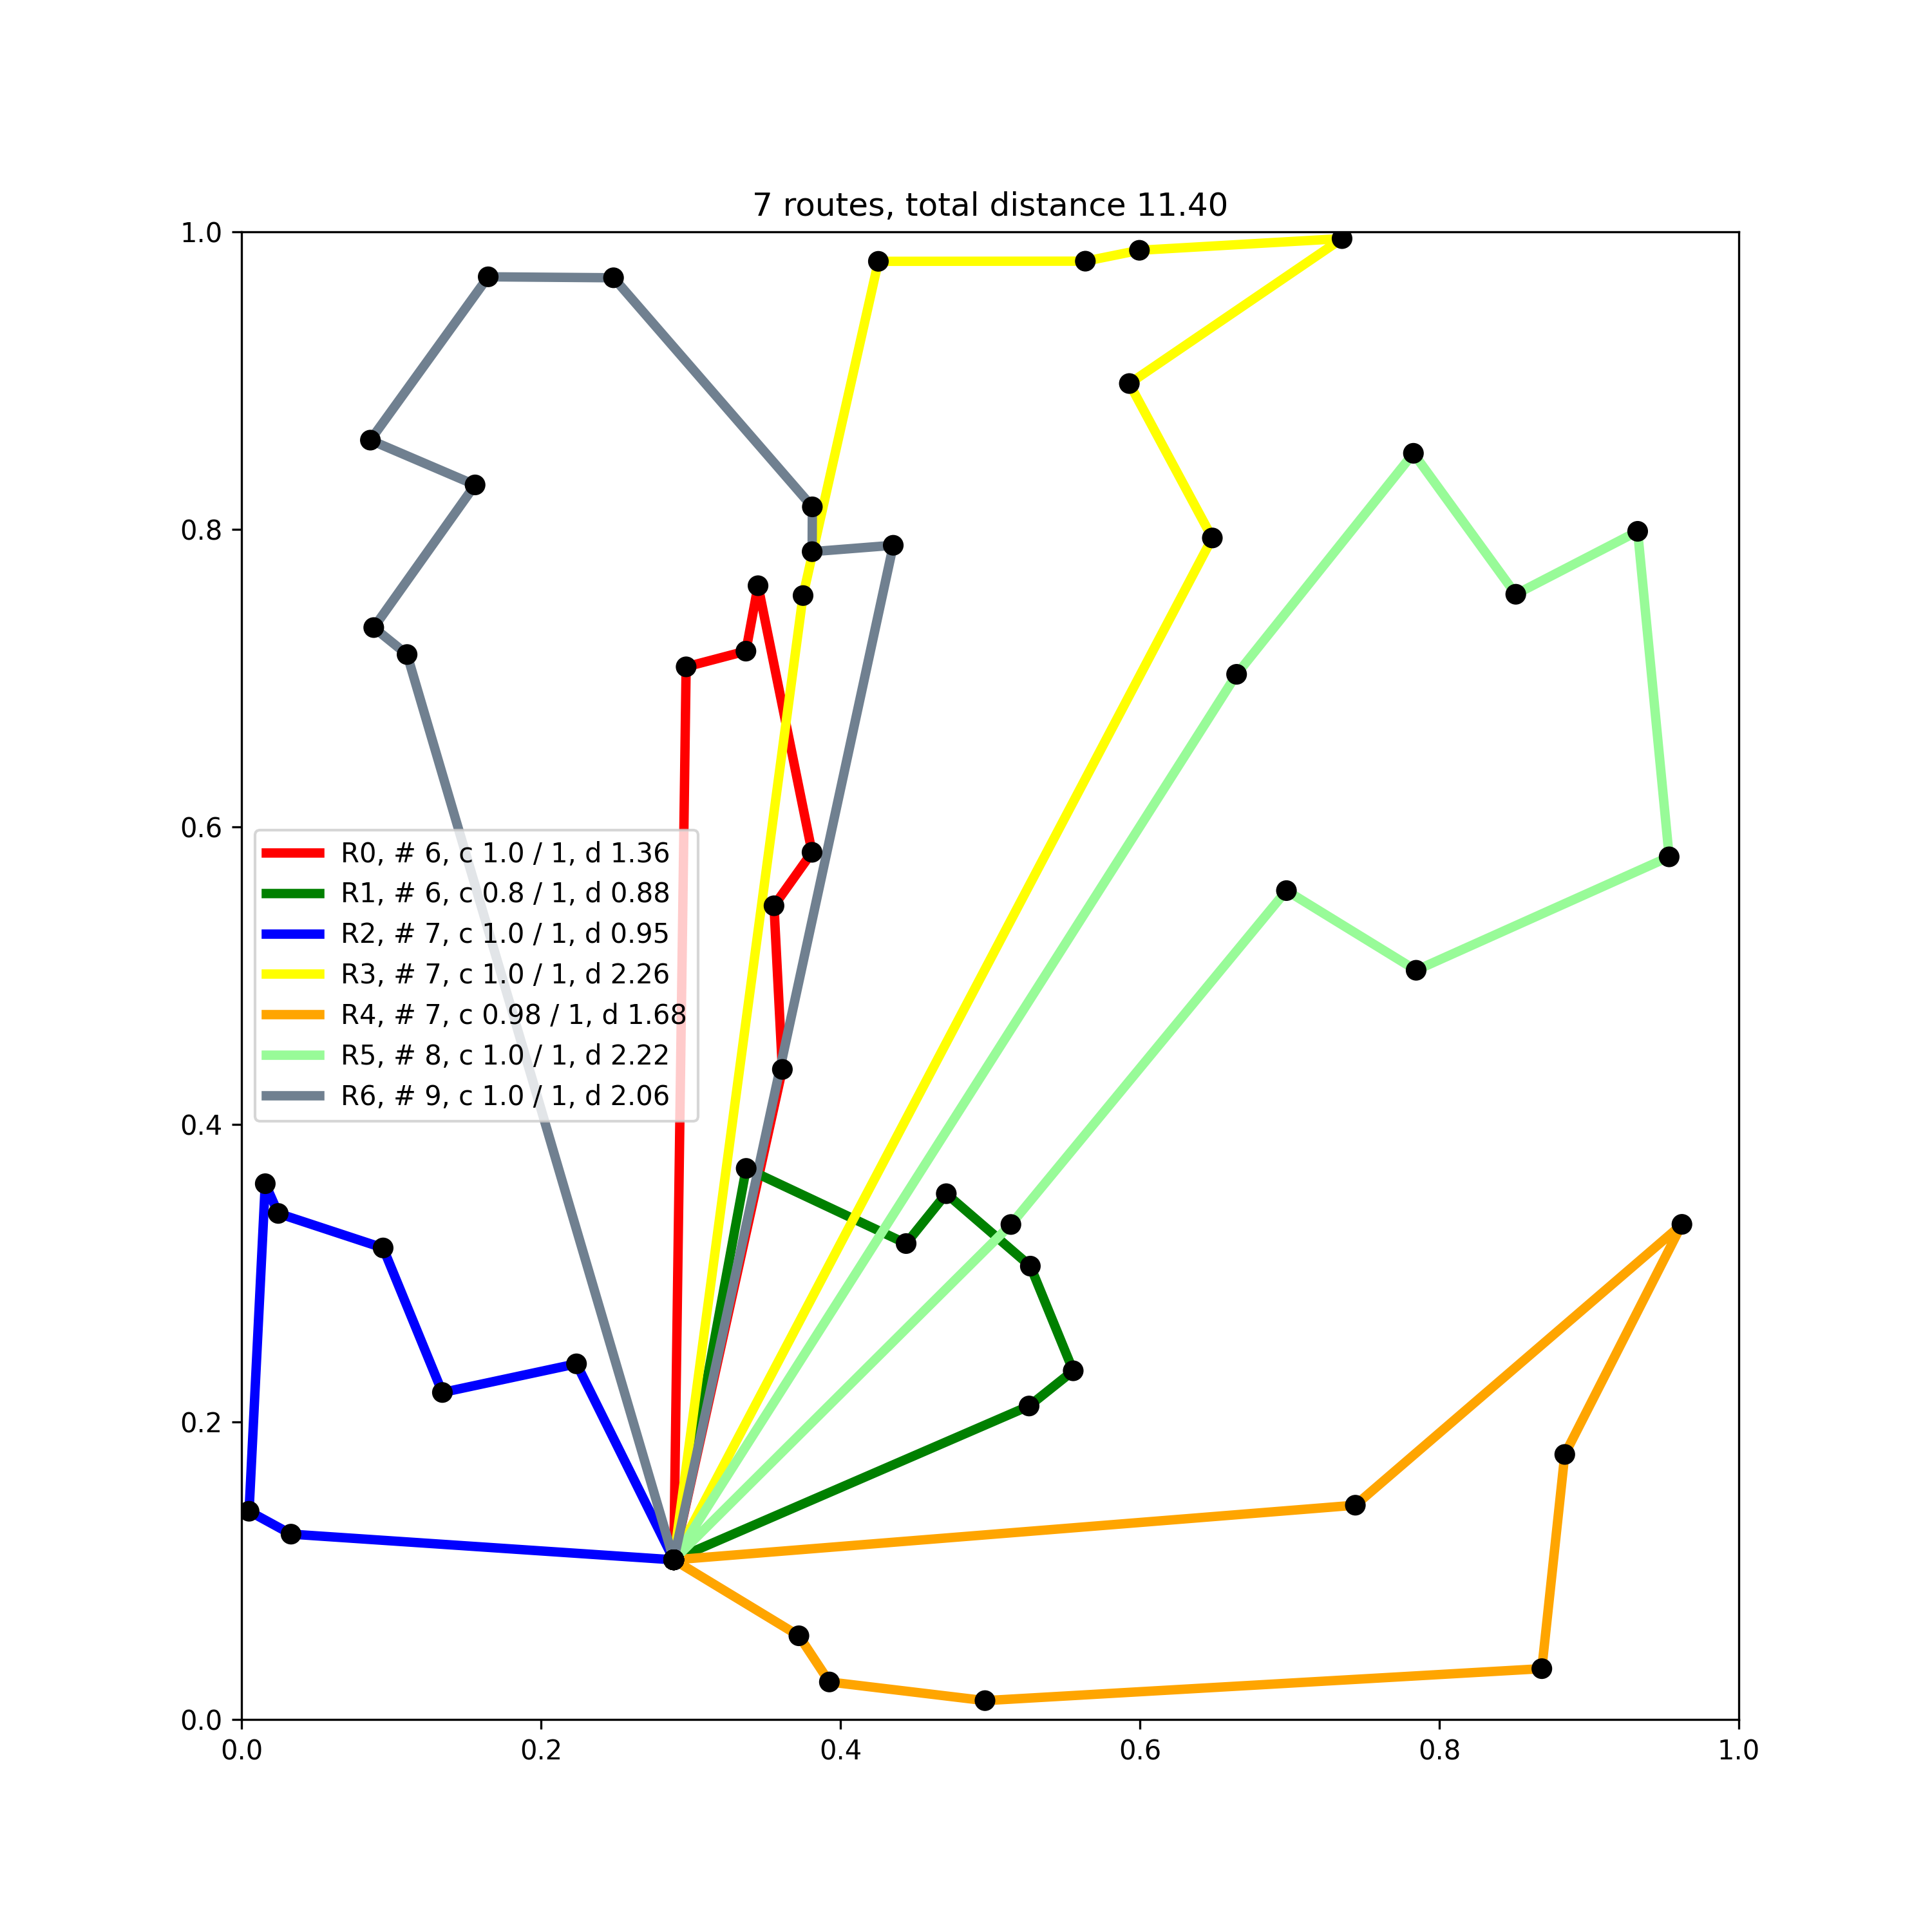 7 routes, total distance 11.40
1.0
0.8
0.6
0.4
0.2
0.0
R0, # 6, c 1.0 / 1, d 1.36
R1, # 6, c 0.8 / 1, d 0.88
R2, # 7, c 1.0 / 1, d 0.95
R3, # 7, c 1.0 / 1, d 2.26
R4, # 7, c 0.98 / 1, d 1.68
R5, # 8, c 1.0 / 1, d 2.22
R6, # 9, c 1.0 / 1, d 2.06
0.0 0.2 0.4 0.6 0.8 1.0